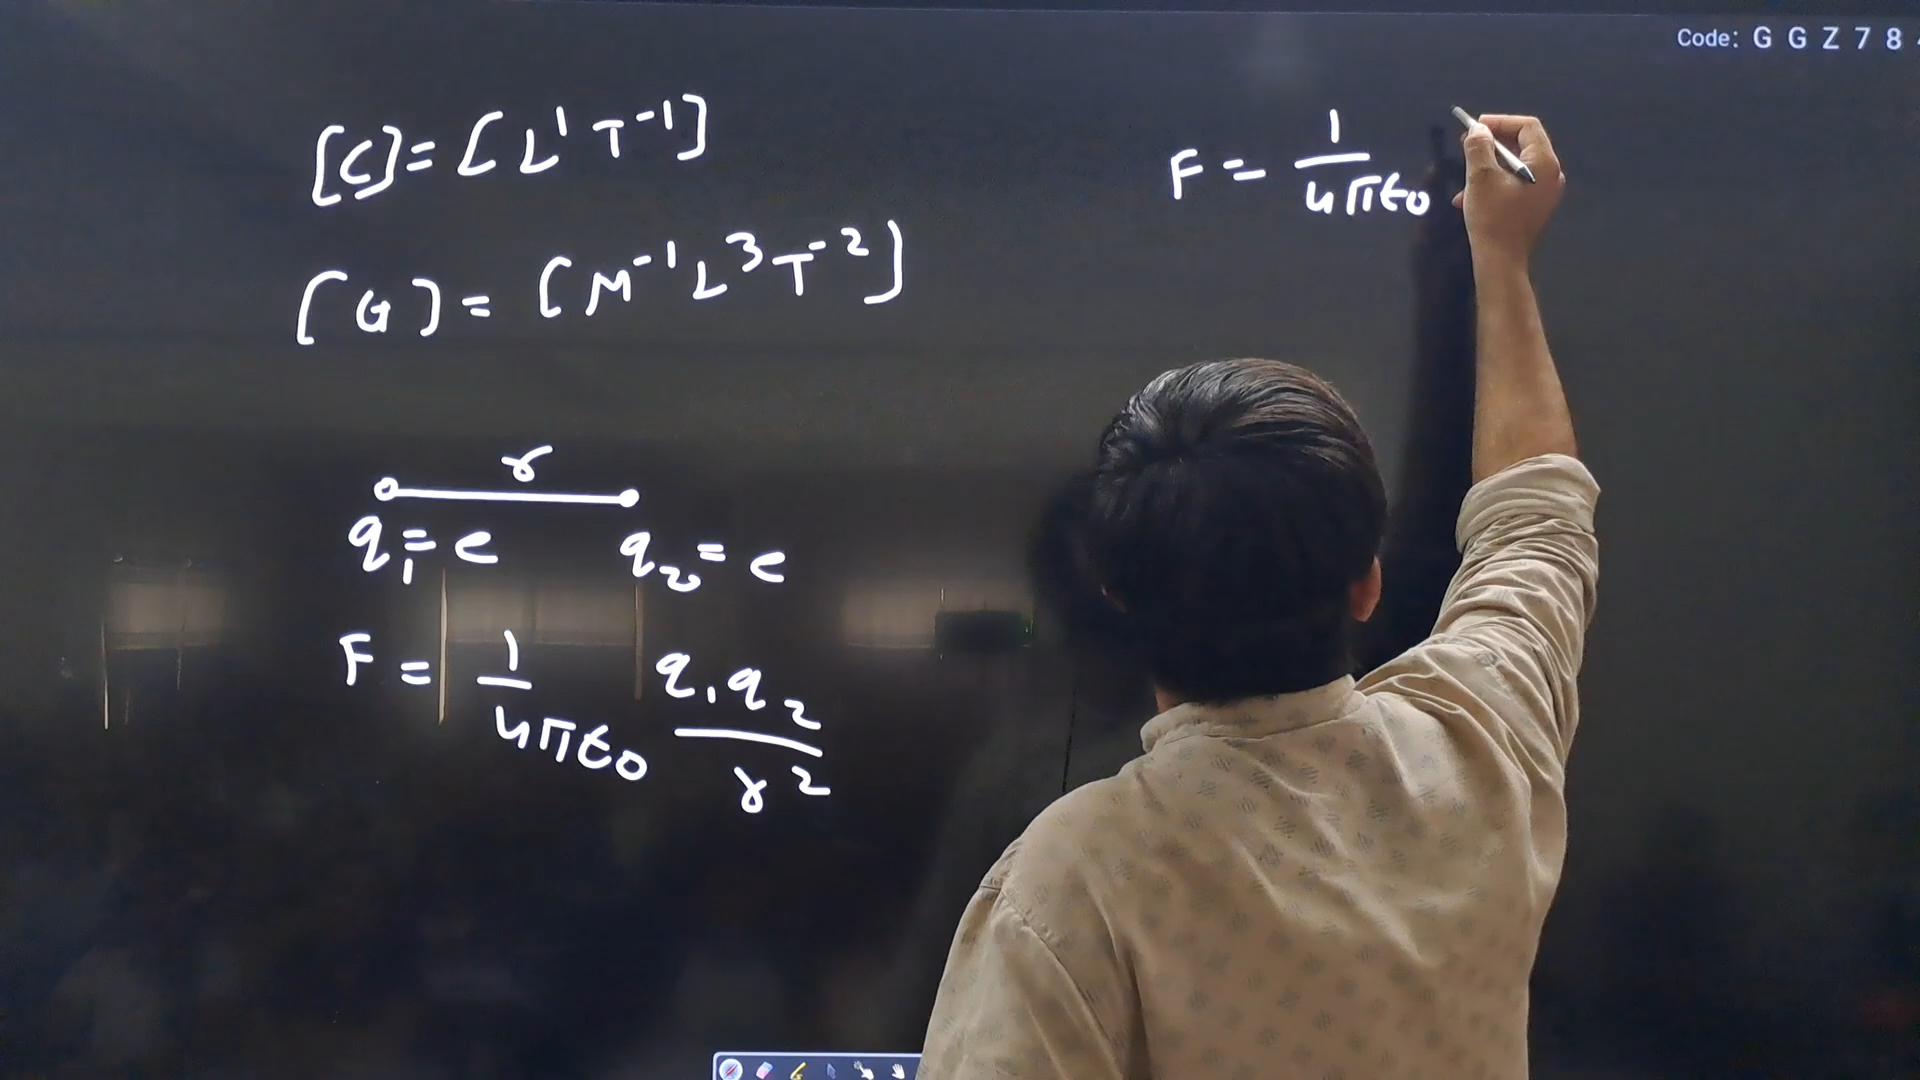 Code: G G Z 7 8
[C] = [L¹ T⁻¹]
[G] = [M⁻¹ L³ T⁻²]
r
q₁ = e q₂ = e
F = 1/4πε₀ q₁q₂/r²
F = 1/4πε₀